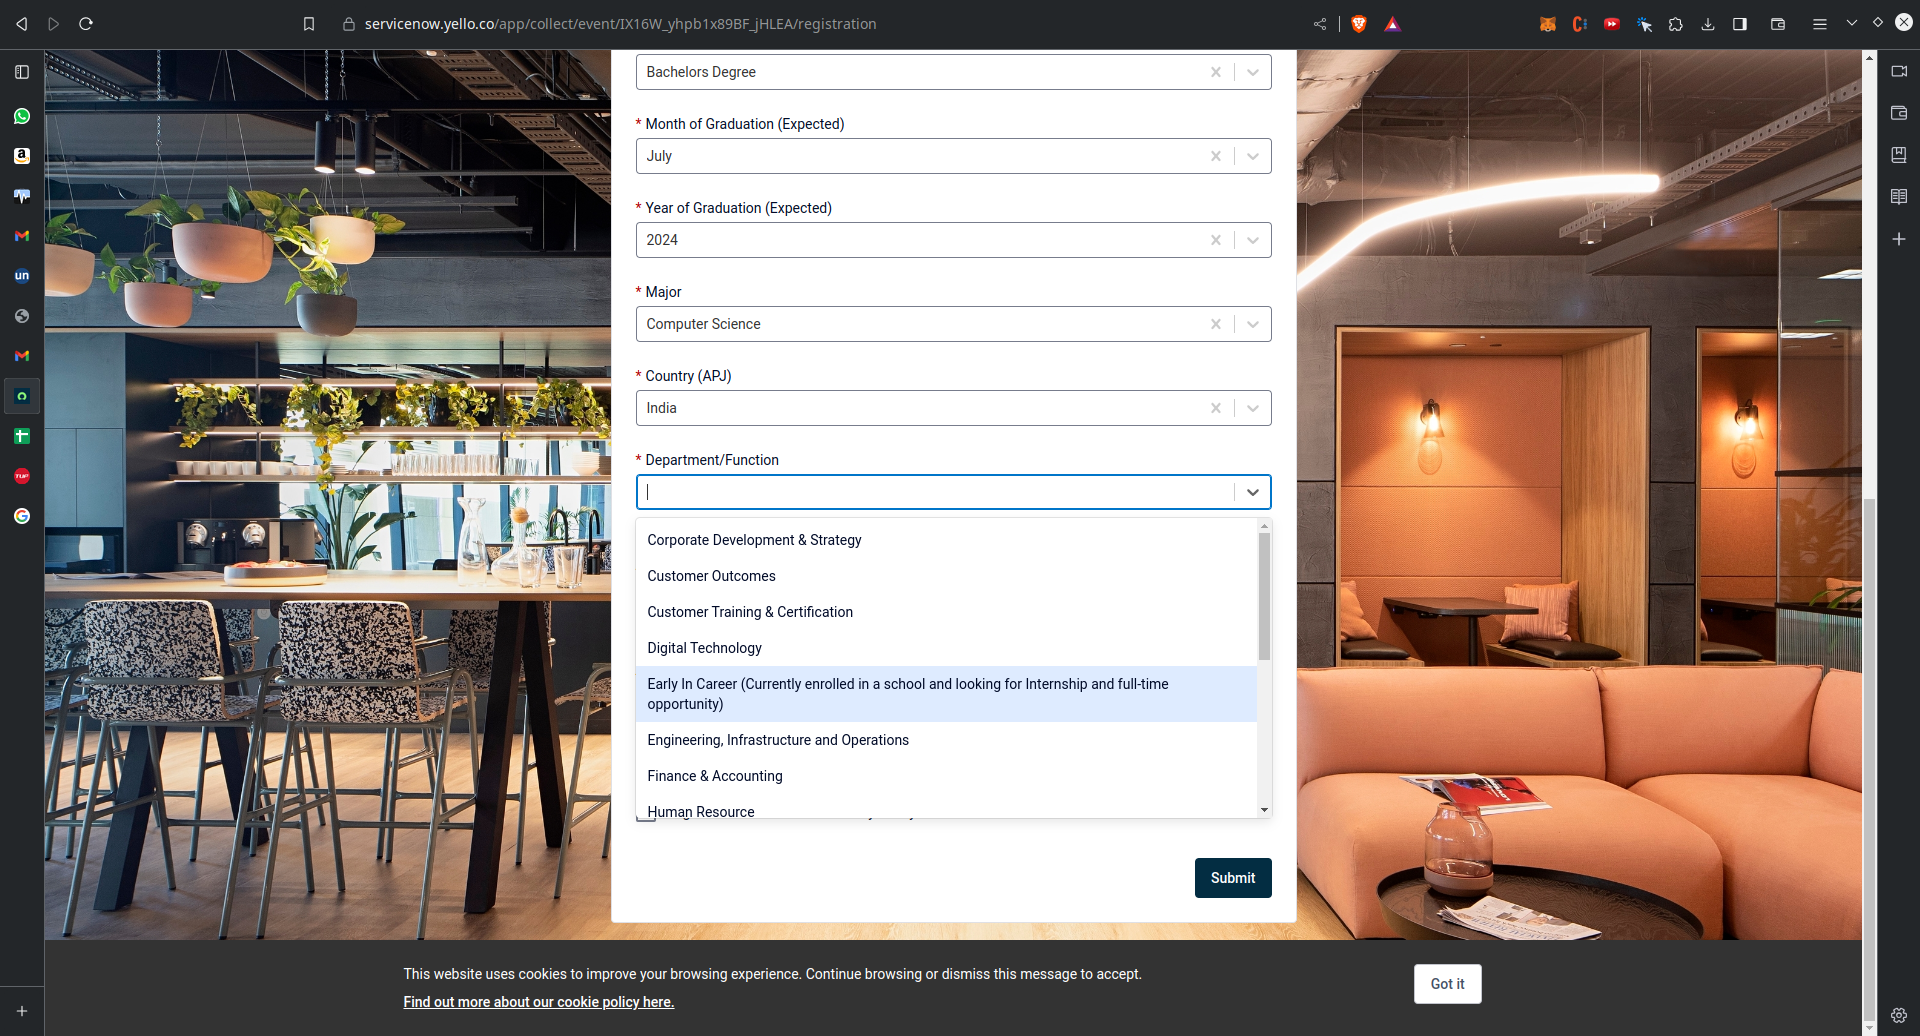 servicenow.yello.co/app/collect/event/IX16W_yhpb1x89BF_jHLEA/registration
Bachelors Degree
* Month of Graduation (Expected)
July
* Year of Graduation (Expected)
2024
* Major
Computer Science
* Country (APJ)
India
* Department/Function
Corporate Development & Strategy
Customer Outcomes
Customer Training & Certification
Digital Technology
Early In Career (Currently enrolled in a school and looking for Internship and full-time
opportunity)
Engineering, Infrastructure and Operations
Finance & Accounting
Human Resource
Submit
This website uses cookies to improve your browsing experience. Continue browsing or dismiss this message to accept.
Find out more about our cookie policy here.
Got it